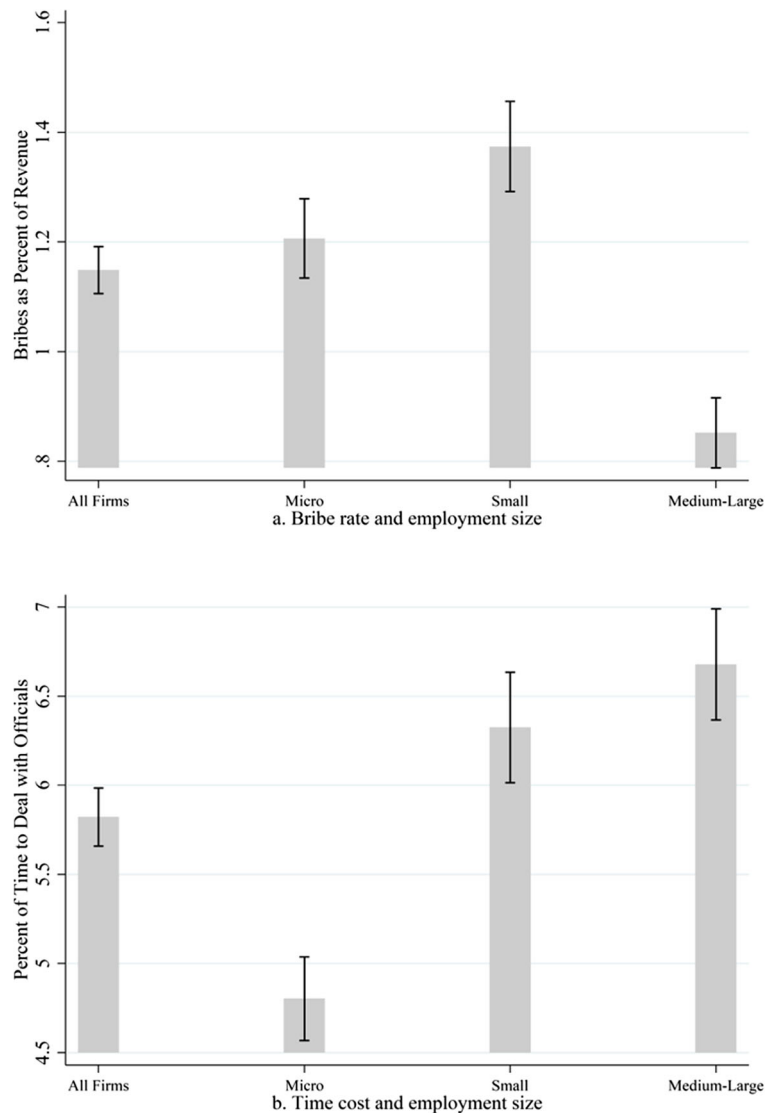 Bribes as Percent of Revenue
1.6
1.4
1.2
1
.8
All Firms Micro Small Medium-Large
a. Bribe rate and employment size
Percent of Time to Deal with Officials
7
6.5
6
5.5
5
4.5
All Firms Micro Small Medium-Large
b. Time cost and employment size